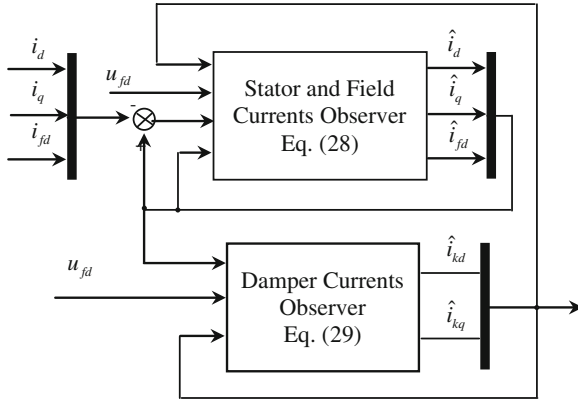 i_d
i_q
i_fd
u_fd
-
+
Stator and Field
Currents Observer
Eq. (28)
î_d
î_q
î_fd
u_fd
Damper Currents
Observer
Eq. (29)
î_kd
î_kq